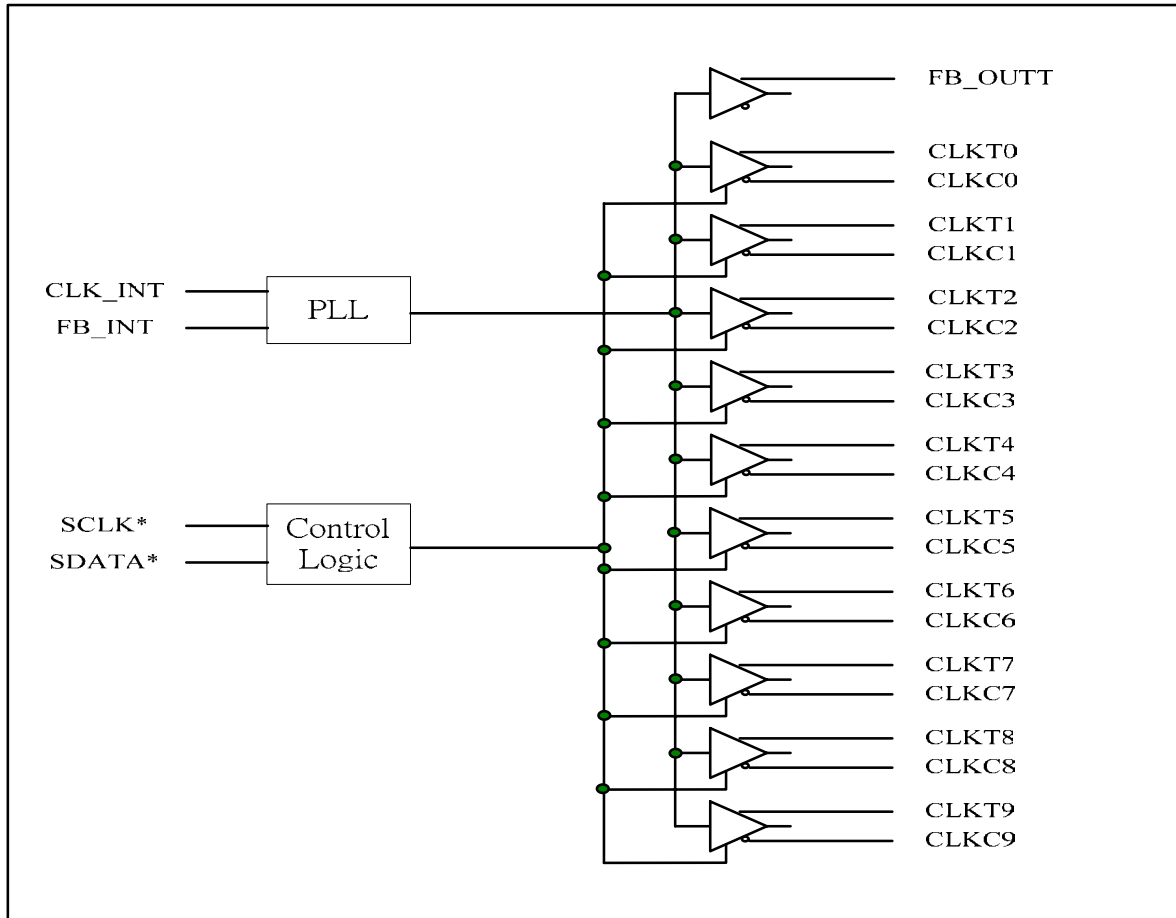 FB_OUTT
CLKT0
CLKC0
CLKT1
CLKC1
CLK_INT
PLL
FB_INT
CLKT2
CLKC2
CLKT3
CLKC3
CLKT4
CLKC4
SCLK*
SDATA*
Control
Logic
CLKT5
CLKC5
CLKT6
CLKC6
CLKT7
CLKC7
CLKT8
CLKC8
CLKT9
CLKC9